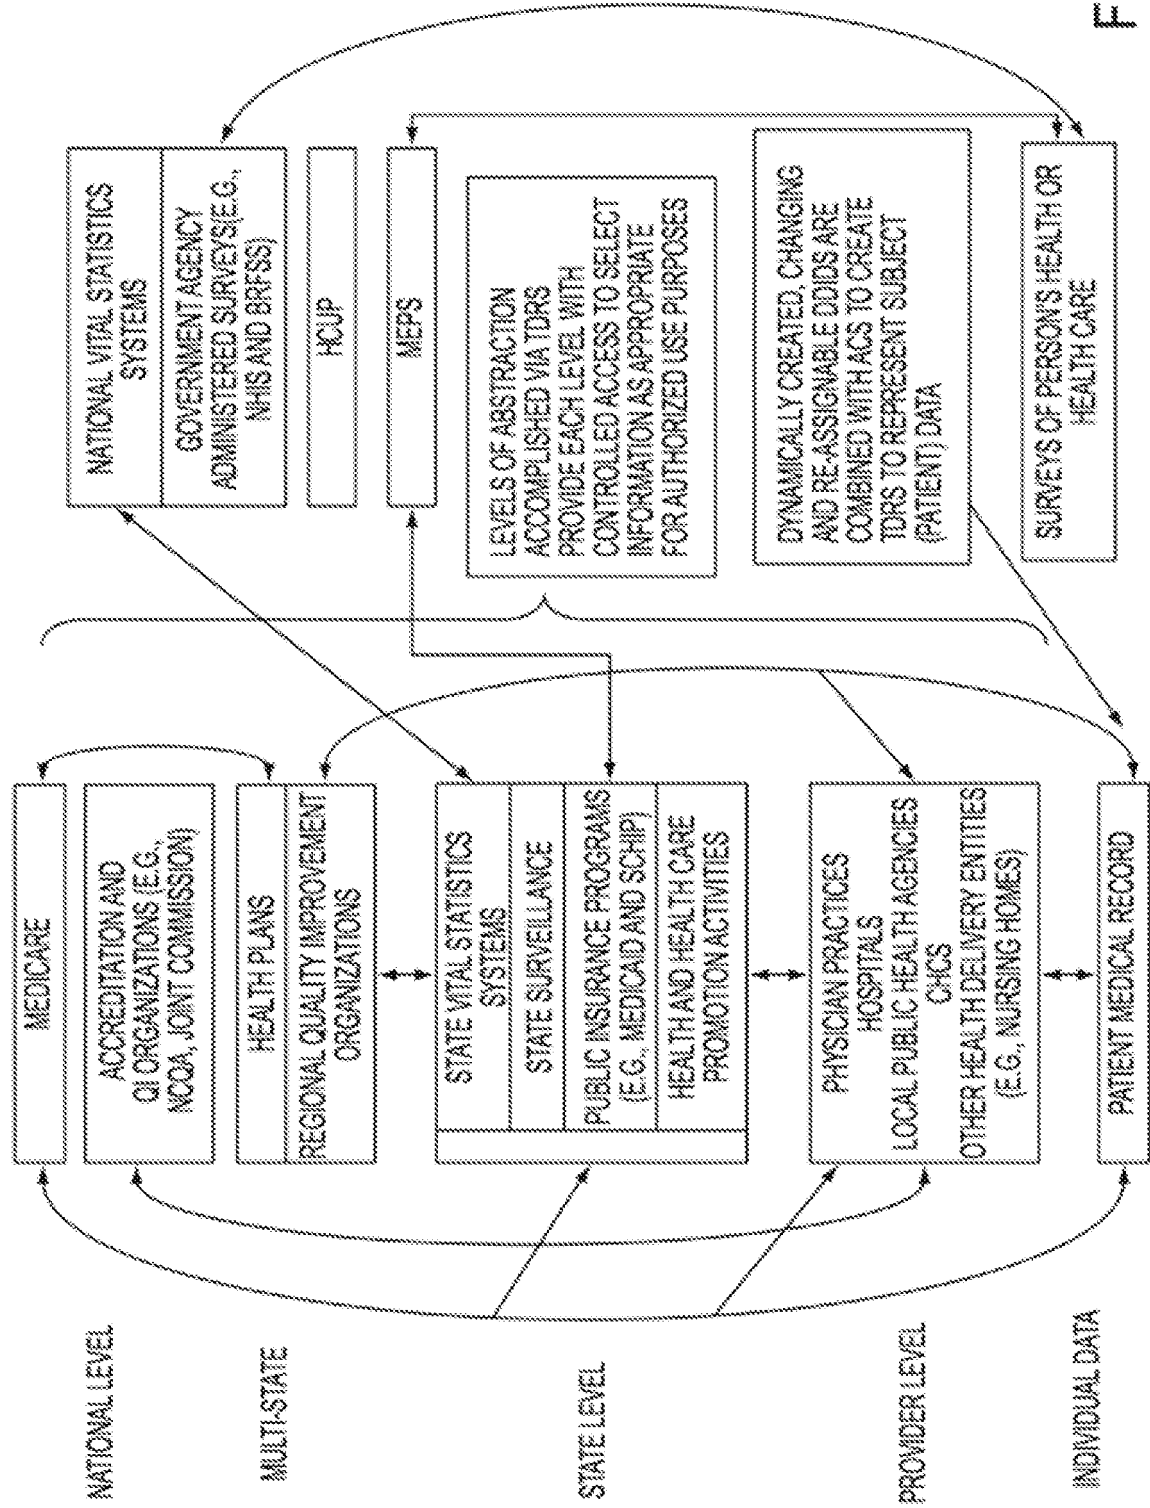 NATIONAL LEVEL
MULTI-STATE
STATE LEVEL
PROVIDER LEVEL
INDIVIDUAL DATA
MEDICARE
ACCREDITATION AND
QI ORGANIZATIONS (E.G.,
NCQA, JOINT COMMISSION)
HEALTH PLANS
REGIONAL QUALITY IMPROVEMENT
ORGANIZATIONS
STATE VITAL STATISTICS
SYSTEMS
STATE SURVEILLANCE
PUBLIC INSURANCE PROGRAMS
(E.G., MEDICAID AND SCHIP)
HEALTH AND HEALTH CARE
PROMOTION ACTIVITIES
PHYSICIAN PRACTICES
HOSPITALS
LOCAL PUBLIC HEALTH AGENCIES
CHCS
OTHER HEALTH DELIVERY ENTITIES
(E.G., NURSING HOMES)
PATIENT MEDICAL RECORD
NATIONAL VITAL STATISTICS
SYSTEMS
GOVERNMENT AGENCY
ADMINISTERED SURVEYS(E.G.,
NHIS AND BRFSS)
HCUP
MEPS
LEVELS OF ABSTRACTION
ACCOMPLISHED VIA TDRS
PROVIDE EACH LEVEL WITH
CONTROLLED ACCESS TO SELECT
INFORMATION AS APPROPRIATE
FOR AUTHORIZED USE PURPOSES
DYNAMICALLY CREATED, CHANGING
AND RE-ASSIGNABLE DDIDS ARE
COMBINED WITH ACS TO CREATE
TDRS TO REPRESENT SUBJECT
(PATIENT) DATA
SURVEYS OF PERSON'S HEALTH OR
HEALTH CARE
F